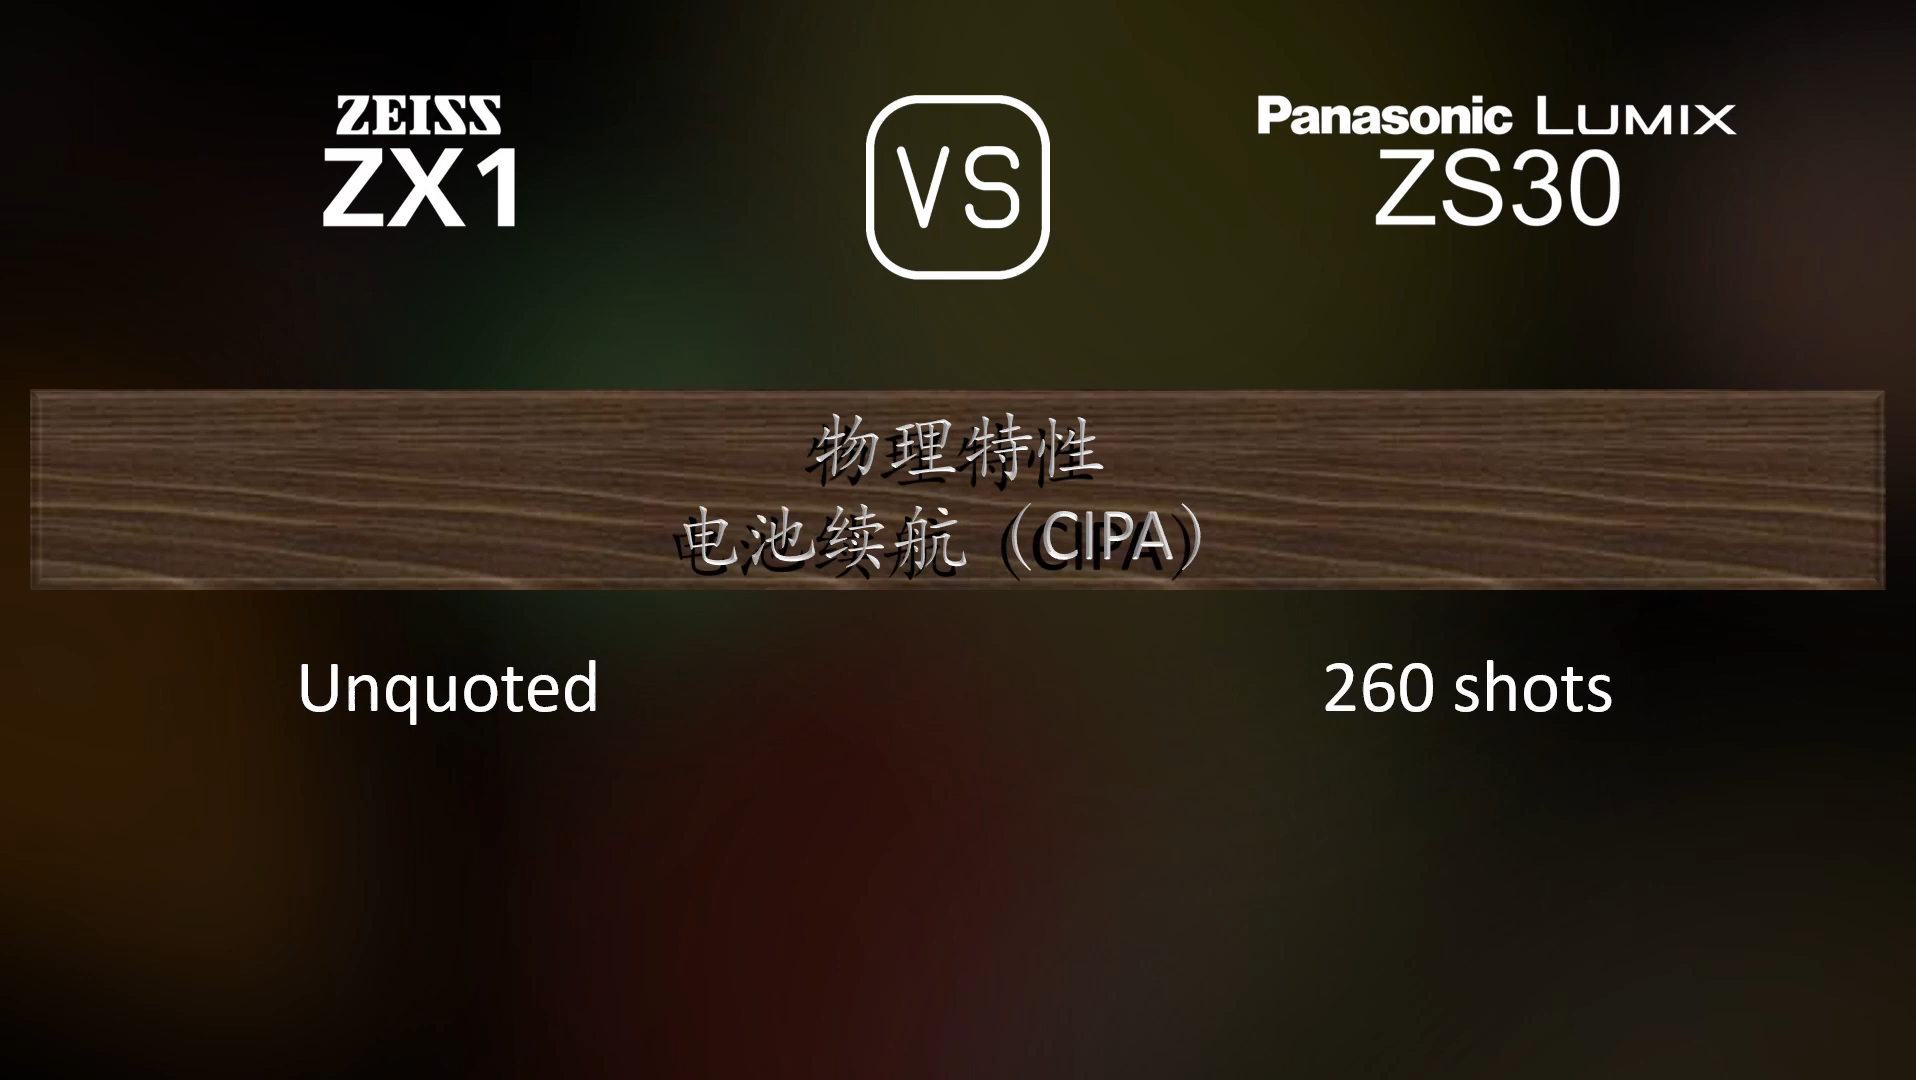 ZEISS
ZX1
VS
Panasonic LUMIX
ZS30
物理特性
电池续航（CIPA）
Unquoted
260 shots